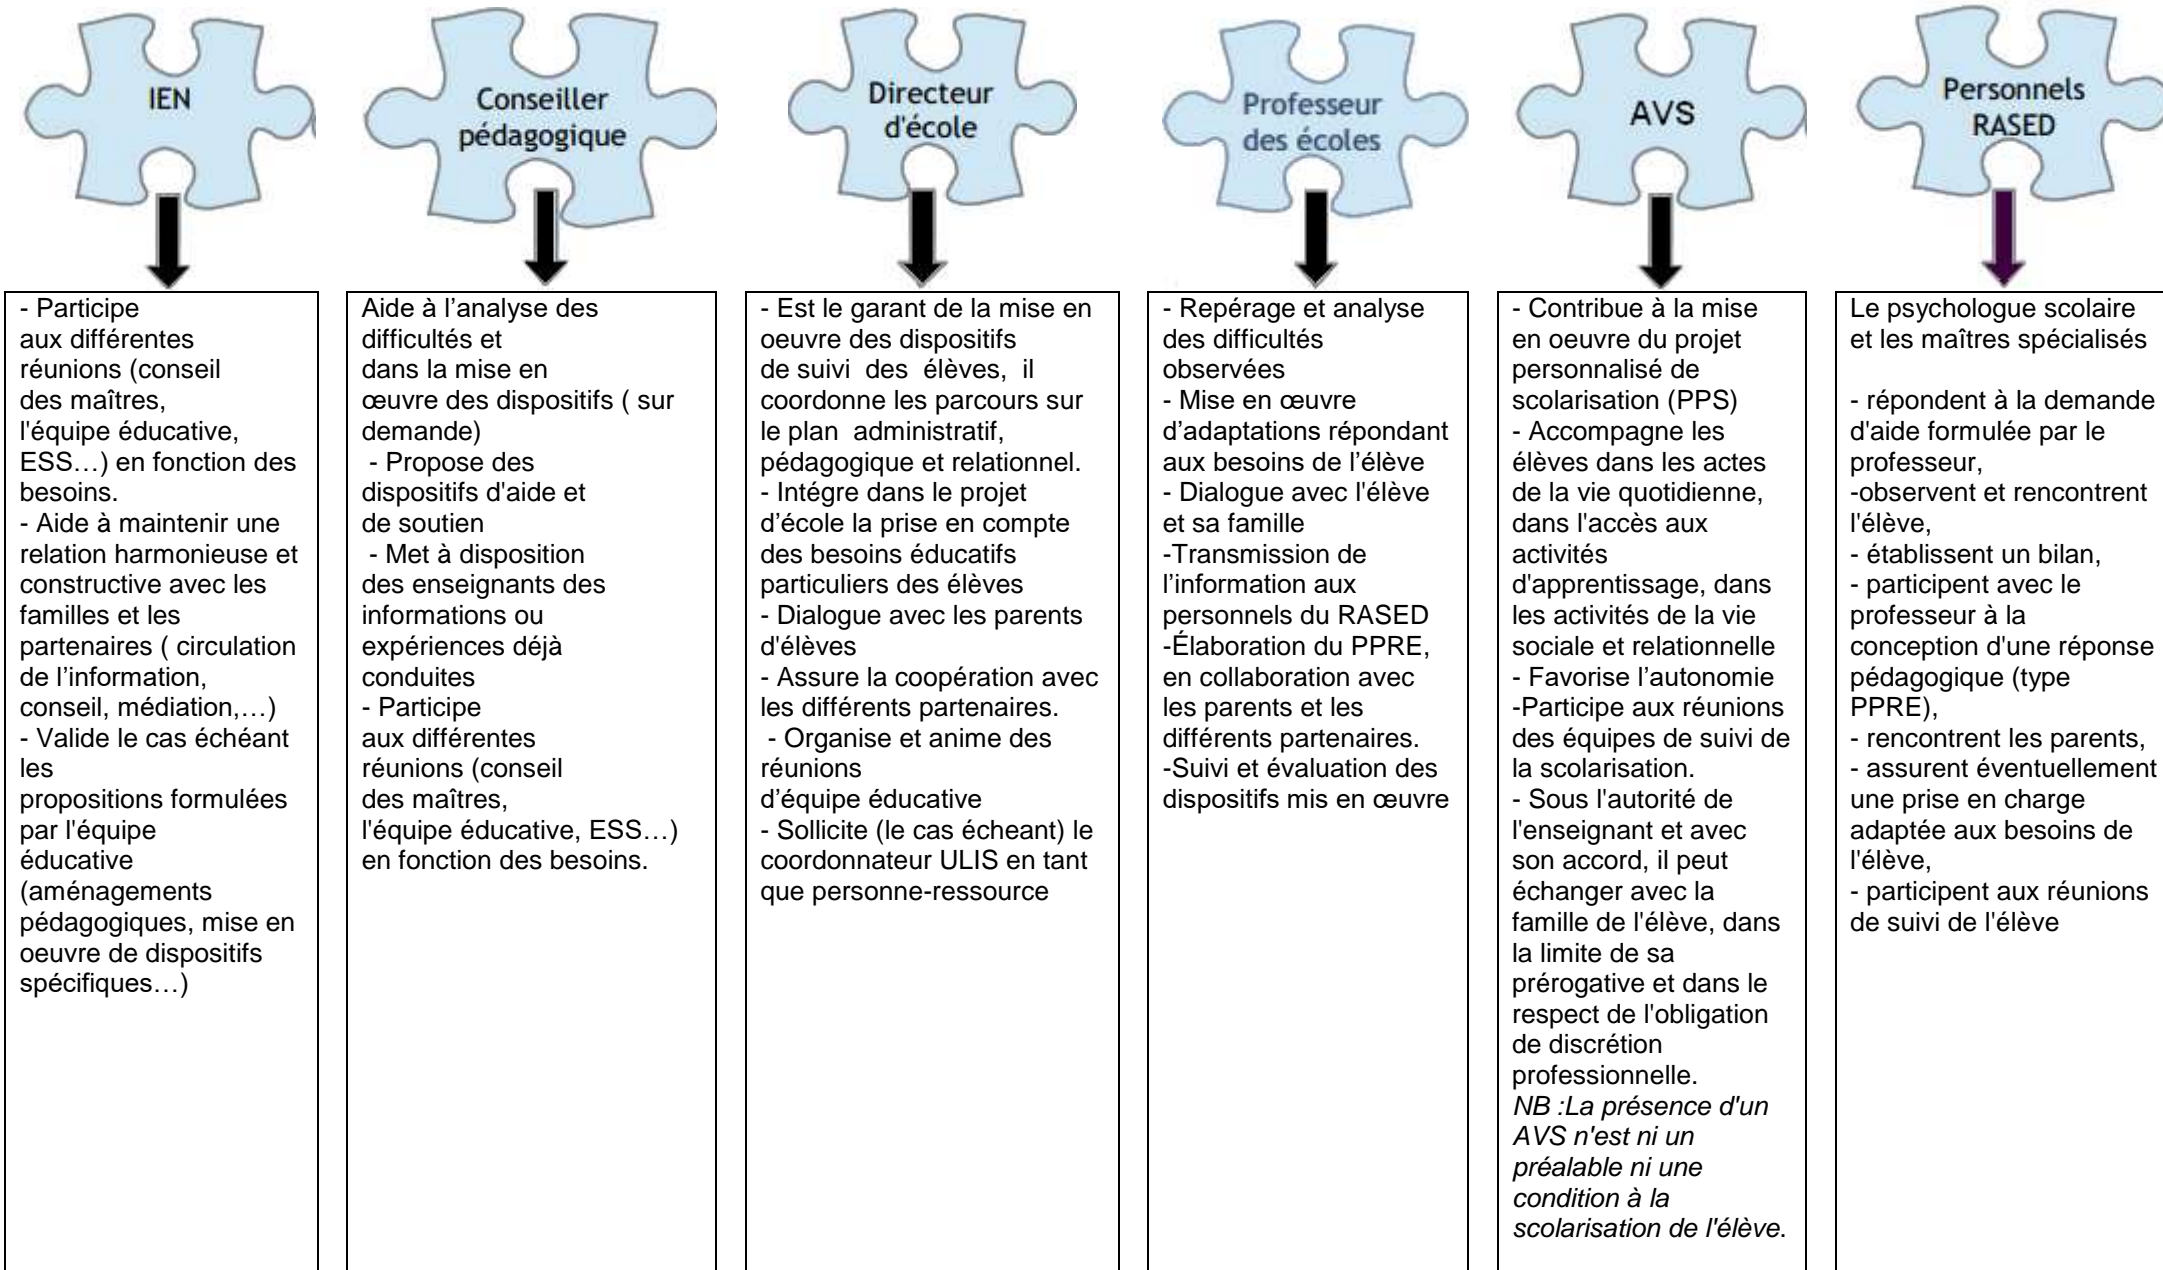 IEN
- Participe
aux différentes
réunions (conseil
des maîtres,
l'équipe éducative,
ESS…) en fonction des
besoins.
- Aide à maintenir une
relation harmonieuse et
constructive avec les
familles et les
partenaires ( circulation
de l’information,
conseil, médiation,…)
- Valide le cas échéant
les
propositions formulées
par l'équipe
éducative
(aménagements
pédagogiques, mise en
oeuvre de dispositifs
spécifiques…)
Conseiller
pédagogique
Aide à l’analyse des
difficultés et
dans la mise en
œuvre des dispositifs ( sur
demande)
- Propose des
dispositifs d'aide et
de soutien
- Met à disposition
des enseignants des
informations ou
expériences déjà
conduites
- Participe
aux différentes
réunions (conseil
des maîtres,
l'équipe éducative, ESS…)
en fonction des besoins.
Directeur
d'école
- Est le garant de la mise en
oeuvre des dispositifs
de suivi des élèves, il
coordonne les parcours sur
le plan administratif,
pédagogique et relationnel.
- Intégre dans le projet
d’école la prise en compte
des besoins éducatifs
particuliers des élèves
- Dialogue avec les parents
d'élèves
- Assure la coopération avec
les différents partenaires.
- Organise et anime des
réunions
d’équipe éducative
- Sollicite (le cas écheant) le
coordonnateur ULIS en tant
que personne-ressource
Professeur
des écoles
- Repérage et analyse
des difficultés
observées
- Mise en œuvre
d’adaptations répondant
aux besoins de l’élève
- Dialogue avec l'élève
et sa famille
-Transmission de
l’information aux
personnels du RASED
-Élaboration du PPRE,
en collaboration avec
les parents et les
différents partenaires.
-Suivi et évaluation des
dispositifs mis en œuvre
AVS
- Contribue à la mise
en oeuvre du projet
personnalisé de
scolarisation (PPS)
- Accompagne les
élèves dans les actes
de la vie quotidienne,
dans l'accès aux
activités
d'apprentissage, dans
les activités de la vie
sociale et relationnelle
- Favorise l’autonomie
-Participe aux réunions
des équipes de suivi de
la scolarisation.
- Sous l'autorité de
l'enseignant et avec
son accord, il peut
échanger avec la
famille de l'élève, dans
la limite de sa
prérogative et dans le
respect de l'obligation
de discrétion
professionnelle.
NB :La présence d'un
AVS n'est ni un
préalable ni une
condition à la
scolarisation de l'élève.
Personnels
RASED
Le psychologue scolaire
et les maîtres spécialisés
- répondent à la demande
d'aide formulée par le
professeur,
-observent et rencontrent
l'élève,
- établissent un bilan,
- participent avec le
professeur à la
conception d'une réponse
pédagogique (type
PPRE),
- rencontrent les parents,
- assurent éventuellement
une prise en charge
adaptée aux besoins de
l'élève,
- participent aux réunions
de suivi de l'élève